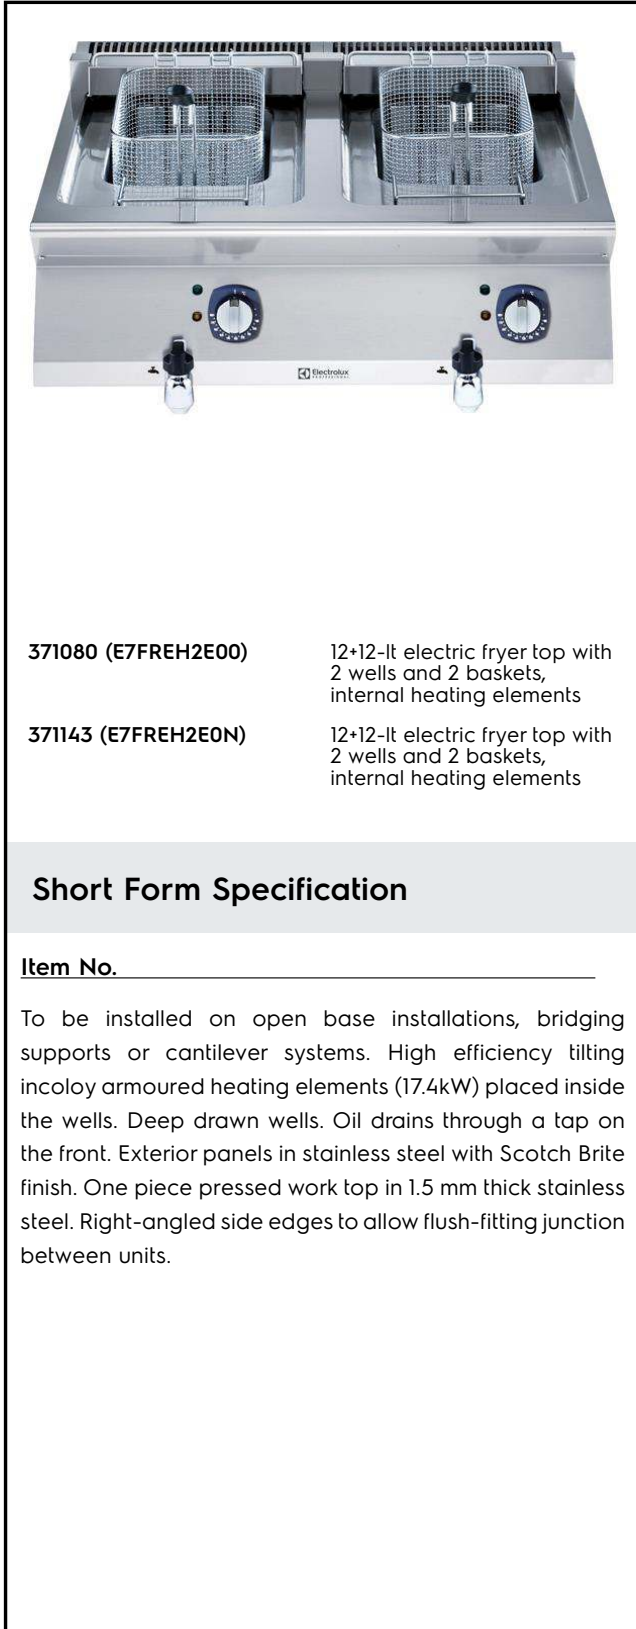 Electrolux
PROFESSIONAL
371080 (E7FREH2E00)
12+12-lt electric fryer top with
2 wells and 2 baskets,
internal heating elements
371143 (E7FREH2E0N)
12+12-lt electric fryer top with
2 wells and 2 baskets,
internal heating elements
Short Form Specification
Item No.
To be installed on open base installations, bridging
supports or cantilever systems. High efficiency tilting
incoloy armoured heating elements (17.4kW) placed inside
the wells. Deep drawn wells. Oil drains through a tap on
the front. Exterior panels in stainless steel with Scotch Brite
finish. One piece pressed work top in 1.5 mm thick stainless
steel. Right-angled side edges to allow flush-fitting junction
between units.